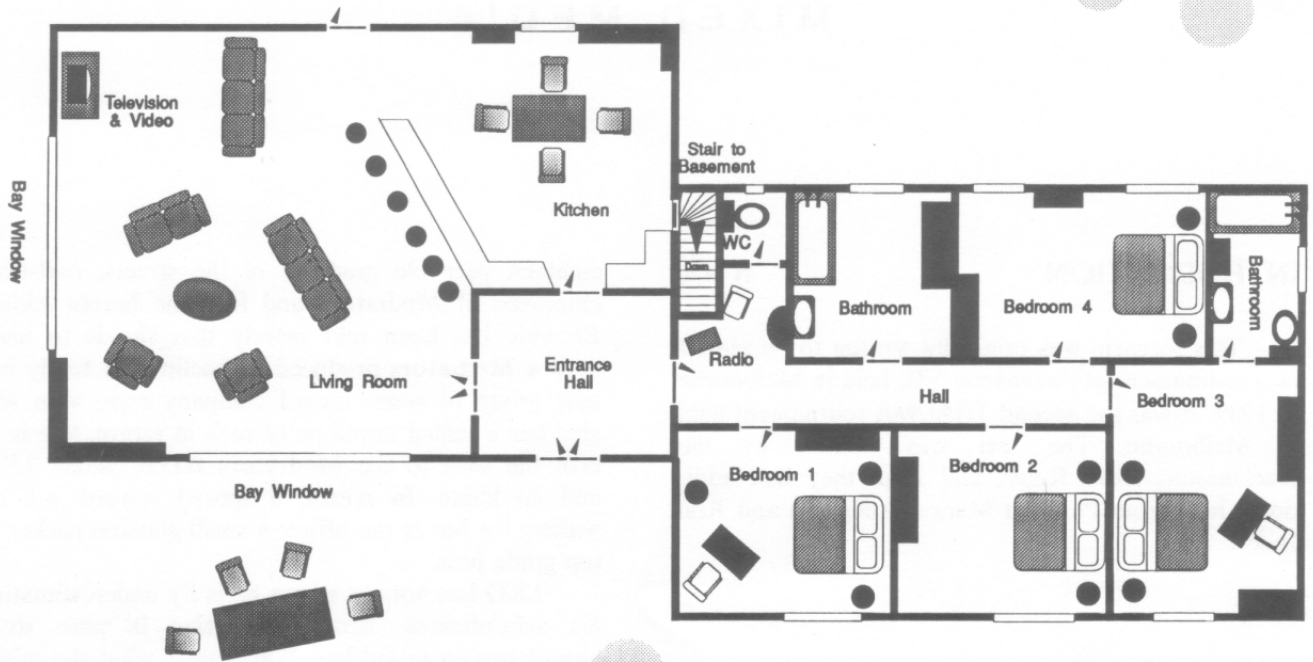 Television
& Video
Bay Window
Kitchen
Stair to
Basement
WC
Down
Bathroom
Bedroom 4
Bathroom
Radio
Living Room
Entrance
Hall
Hall
Bedroom 3
Bedroom 1
Bedroom 2
Bay Window